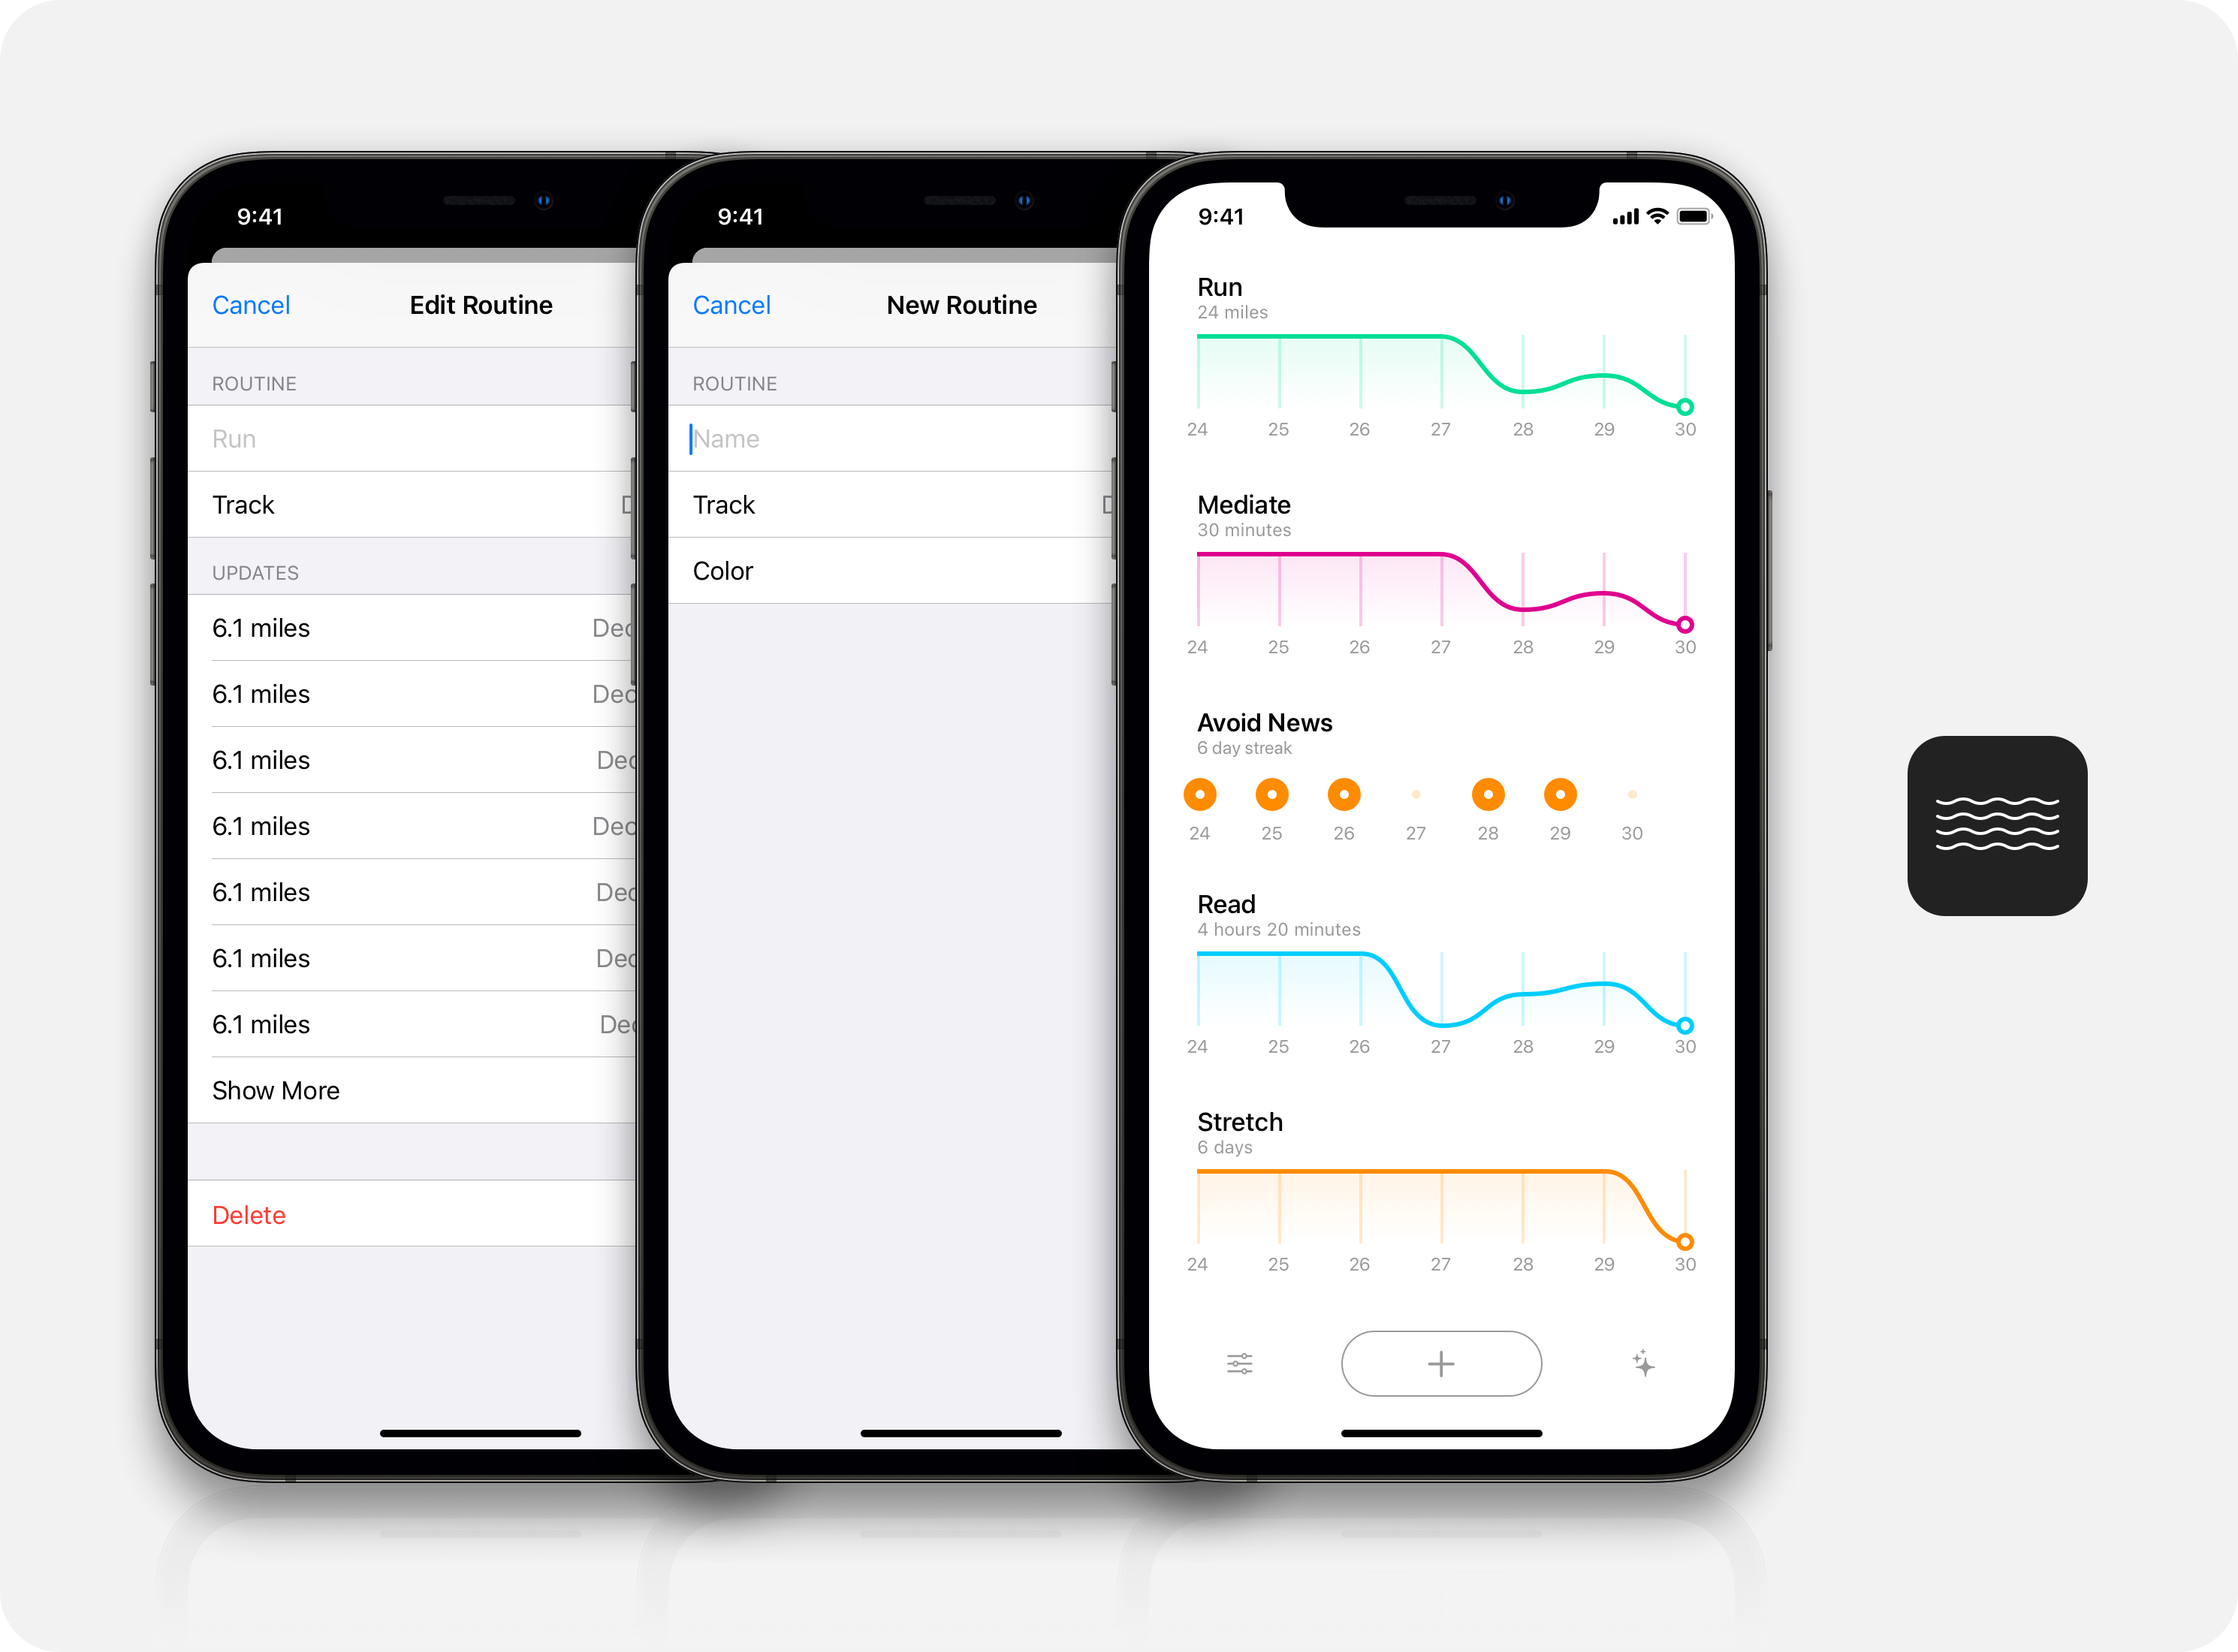 9:41
Cancel
Edit Routine
ROUTINE
Run
Track
UPDATES
6.1 miles
Dec
6.1 miles
Dec
6.1 miles
Dec
6.1 miles
Dec
6.1 miles
Dec
6.1 miles
Dec
6.1 miles
Dec
Show More
Delete
9:41
Cancel
New Routine
ROUTINE
Name
Track
Color
9:41
Run
24 miles
24 25 26 27 28 29 30
Mediate
30 minutes
24 25 26 27 28 29 30
Avoid News
6 day streak
24 25 26 27 28 29 30
Read
4 hours 20 minutes
24 25 26 27 28 29 30
Stretch
6 days
24 25 26 27 28 29 30